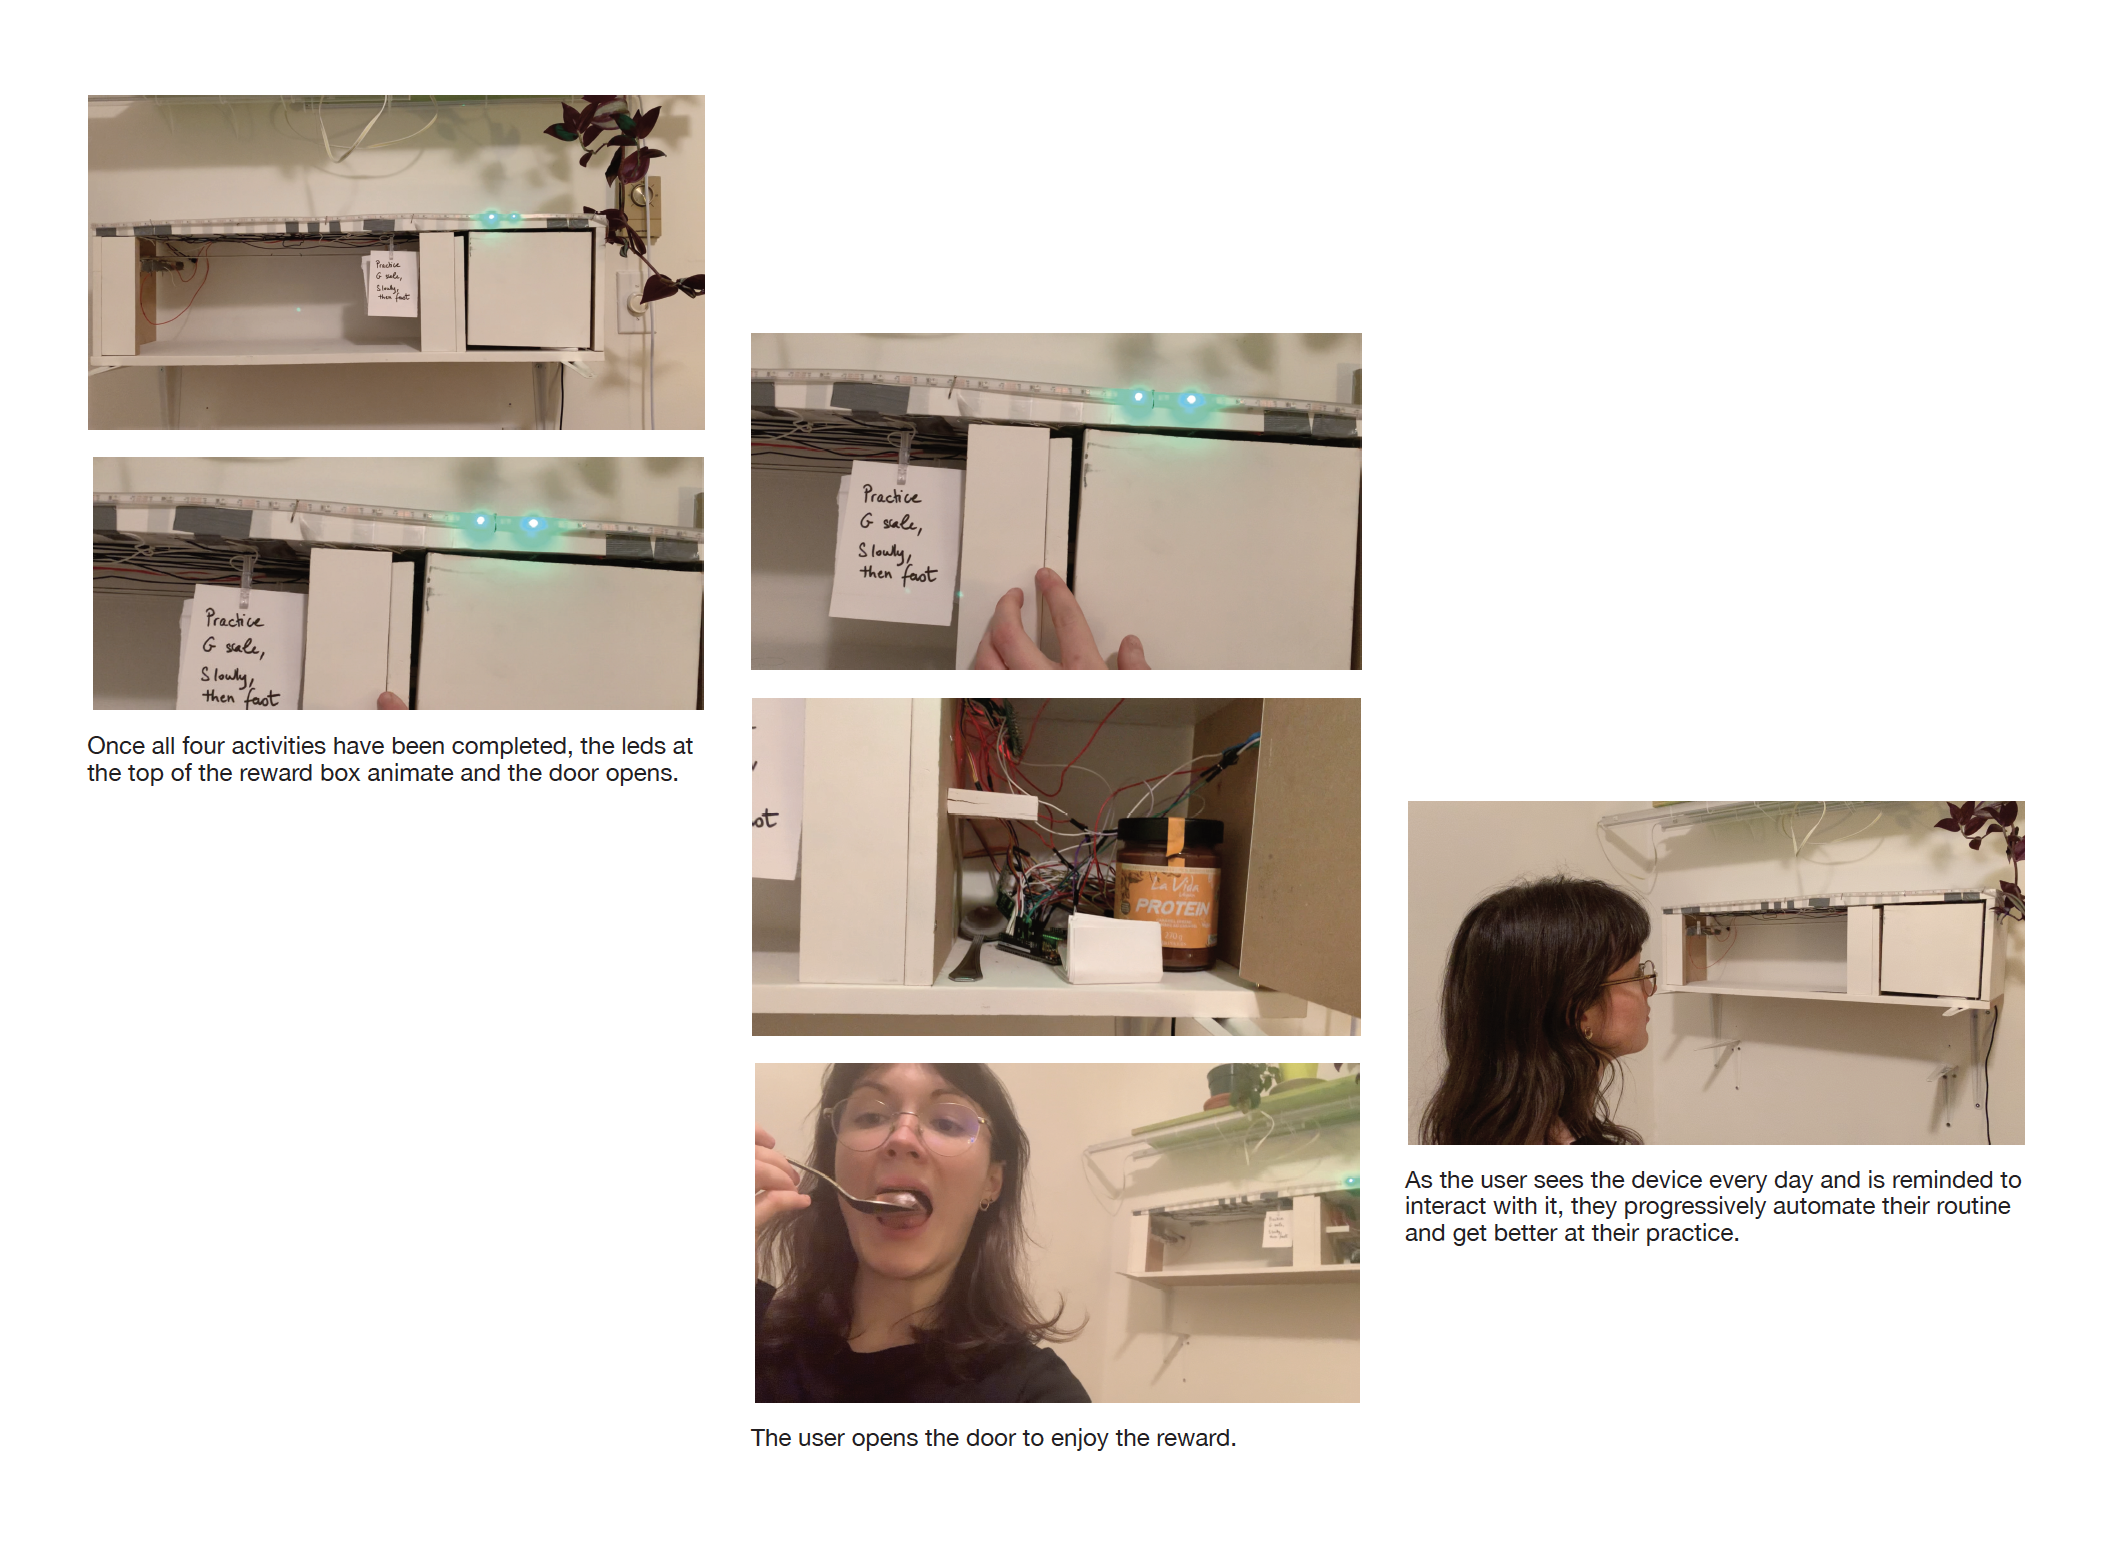 Practice
G scale,
Slowly,
then fast
Practice
G scale,
Slowly,
then fast
Once all four activities have been completed, the leds at
the top of the reward box animate and the door opens.
Practice
G scale,
Slowly,
then fast
ot
La Vida
PROTEIN
The user opens the door to enjoy the reward.
As the user sees the device every day and is reminded to
interact with it, they progressively automate their routine
and get better at their practice.